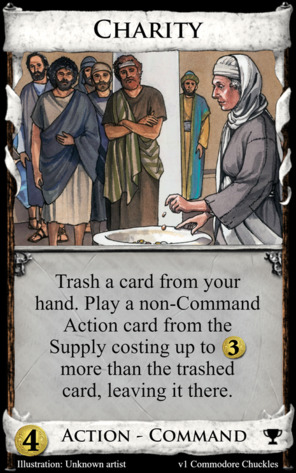 CHARITY
Trash a card from your
hand. Play a non-Command
Action card from the
Supply costing up to 3
more than the trashed
card, leaving it there.
4 ACTION - COMMAND
Illustration: Unknown artist v1 Commodore Chuckles